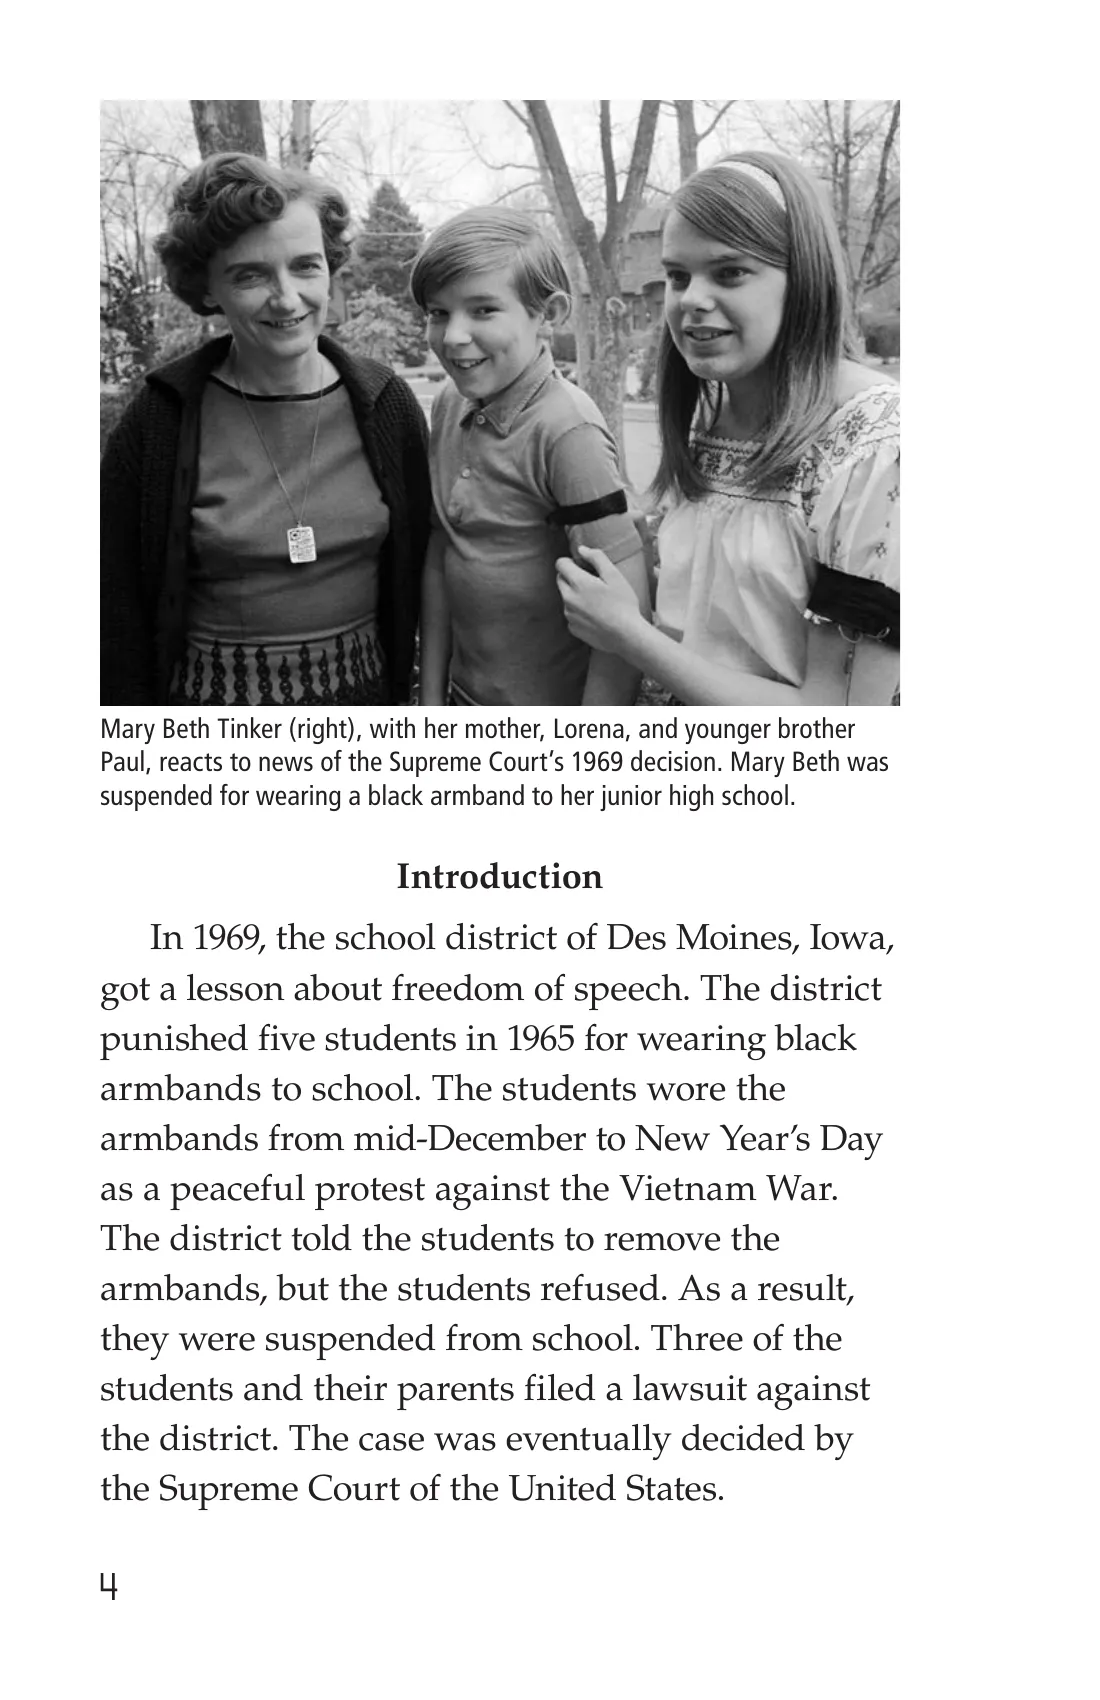 Mary Beth Tinker (right), with her mother, Lorena, and younger brother
Paul, reacts to news of the Supreme Court’s 1969 decision. Mary Beth was
suspended for wearing a black armband to her junior high school.
Introduction
In 1969, the school district of Des Moines, Iowa,
got a lesson about freedom of speech. The district
punished five students in 1965 for wearing black
armbands to school. The students wore the
armbands from mid-December to New Year’s Day
as a peaceful protest against the Vietnam War.
The district told the students to remove the
armbands, but the students refused. As a result,
they were suspended from school. Three of the
students and their parents filed a lawsuit against
the district. The case was eventually decided by
the Supreme Court of the United States.
4